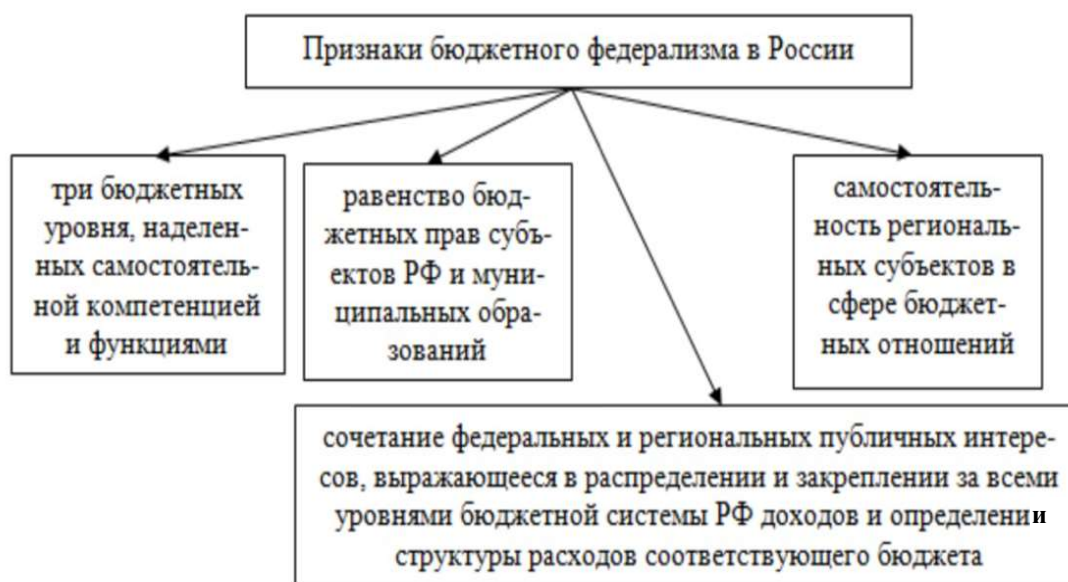 Признаки бюджетного федерализма в России
три бюджетных
уровня, наделен-
ных самостоятель-
ной компетенцией
и функциями
равенство бюд-
жетных прав субъ-
ектов РФ и муни-
ципальных обра-
зований
самостоятель-
ность региональ-
ных субъектов в
сфере бюджет-
ных отношений
сочетание федеральных и региональных публичных интере-
сов, выражающееся в распределении и закреплении за всеми
уровнями бюджетной системы РФ доходов и определении
структуры расходов соответствующего бюджета